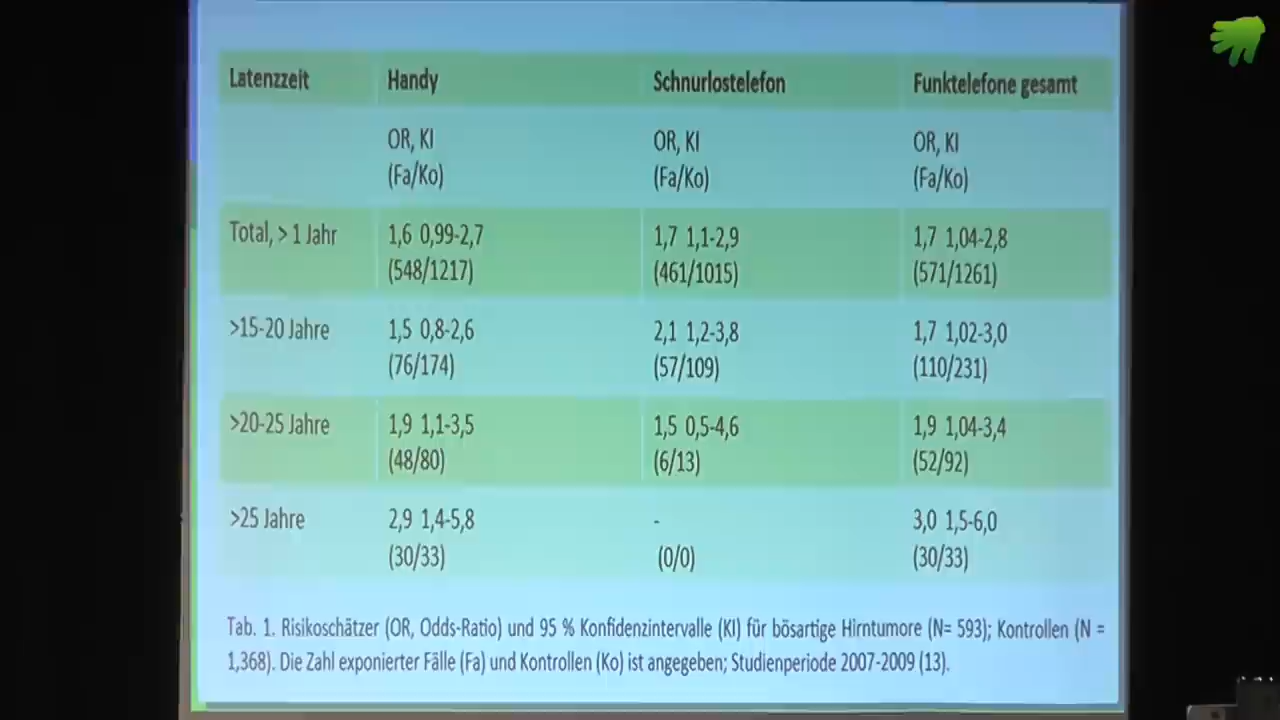 Latenzzeit Handy Schnurlostelefon Funktelefone gesamt
OR, KI OR, KI OR, KI
(Fa/Ko) (Fa/Ko) (Fa/Ko)
Total, > 1 Jahr 1,6 0,99-2,7 1,7 1,1-2,9 1,7 1,04-2,8
(548/1217) (461/1015) (571/1261)
>15-20 Jahre 1,5 0,8-2,6 2,1 1,2-3,8 1,7 1,02-3,0
(76/174) (57/109) (110/231)
>20-25 Jahre 1,9 1,1-3,5 1,5 0,5-4,6 1,9 1,04-3,4
(48/80) (6/13) (52/92)
>25 Jahre 2,9 1,4-5,8 - 3,0 1,5-6,0
(30/33) (0/0) (30/33)
Tab. 1. Risikoschätzer (OR, Odds-Ratio) und 95 % Konfidenzintervalle (KI) für bösartige Hirntumore (N= 593); Kontrollen (N =
1,368). Die Zahl exponierter Fälle (Fa) und Kontrollen (Ko) ist angegeben; Studienperiode 2007-2009 (13).